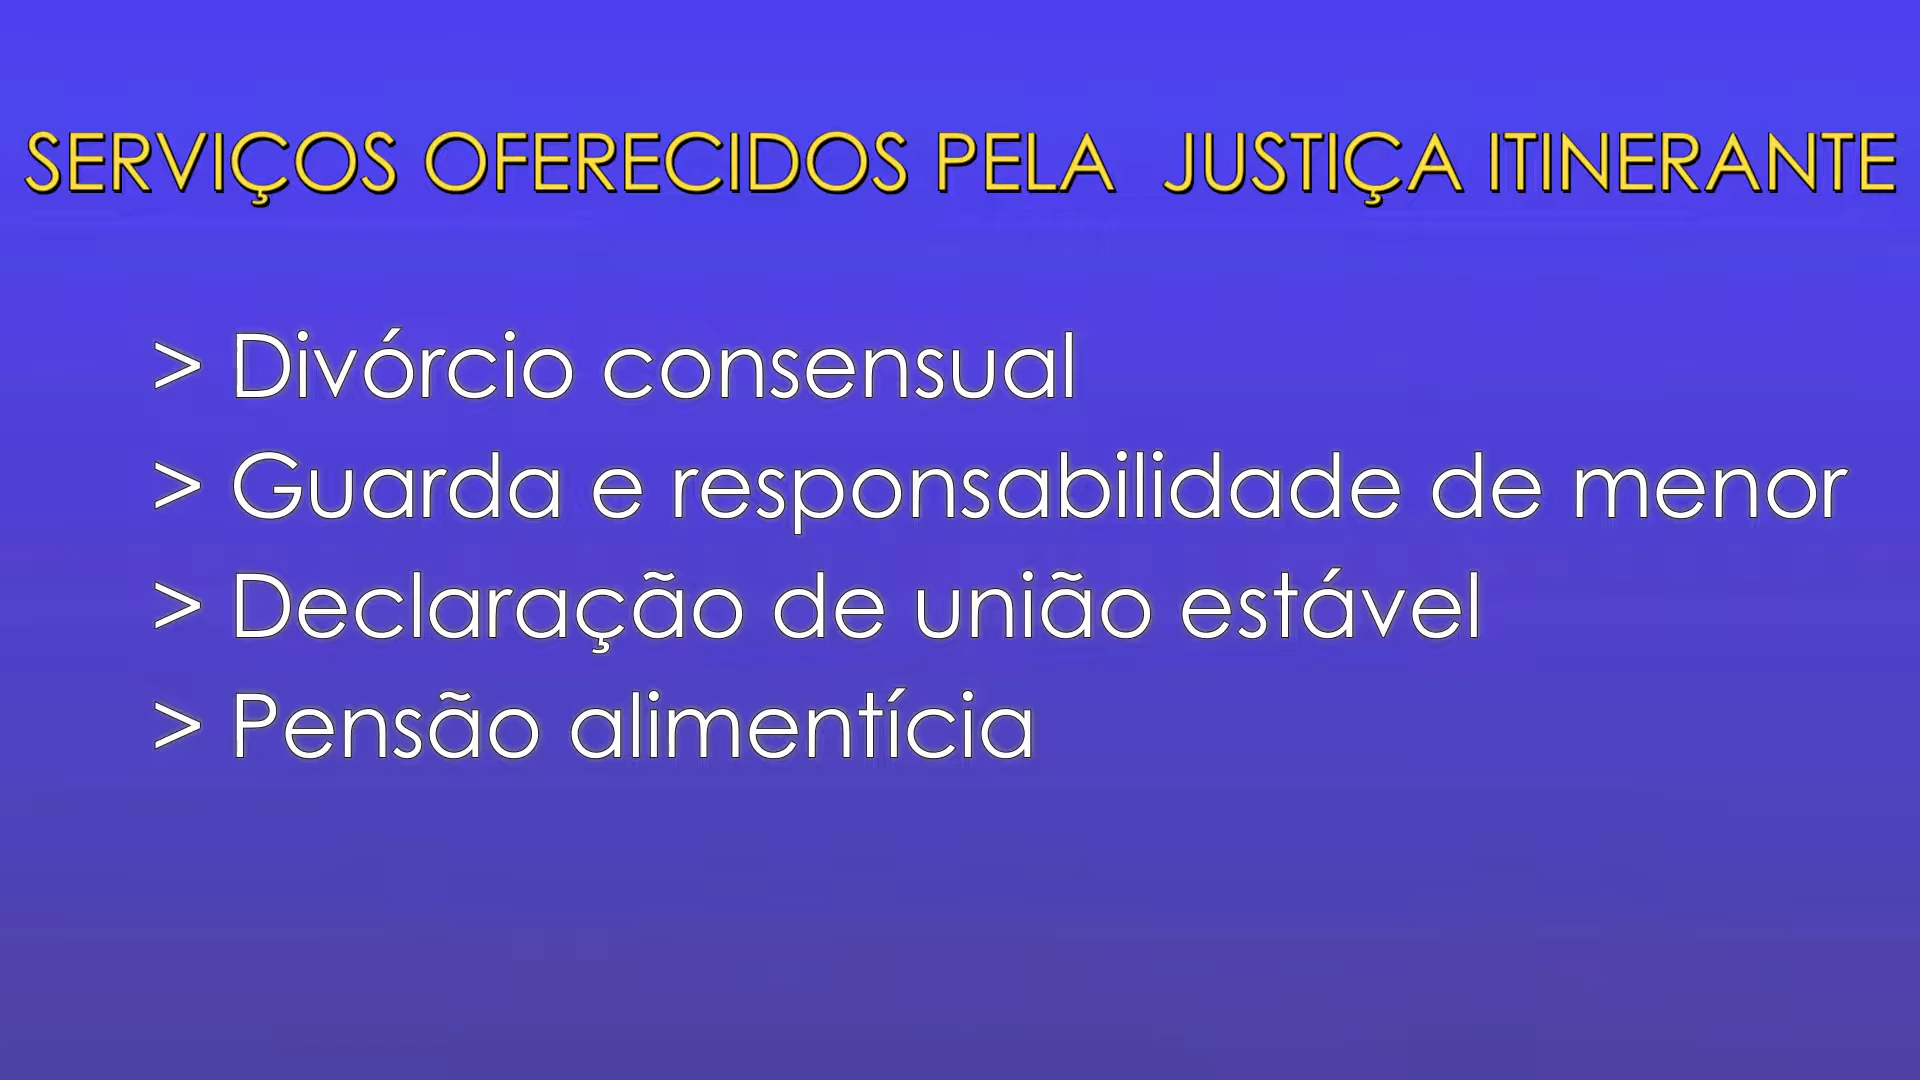 SERVIÇOS OFERECIDOS PELA JUSTIÇA ITINERANTE
> Divórcio consensual
> Guarda e responsabilidade de menor
> Declaração de união estável
> Pensão alimentícia